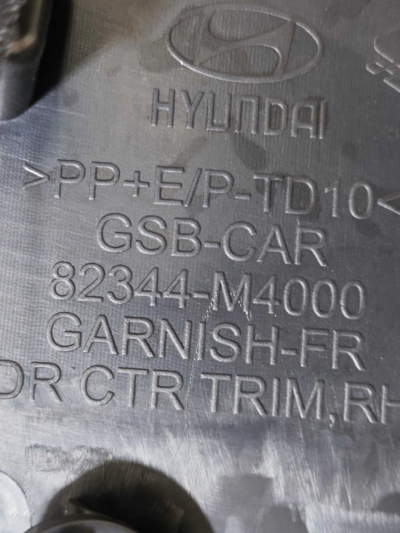 HYUNDAI
>PP+E/P-TD10<
GSB-CAR
82344-M4000
GARNISH-FR
DR CTR TRIM,RH